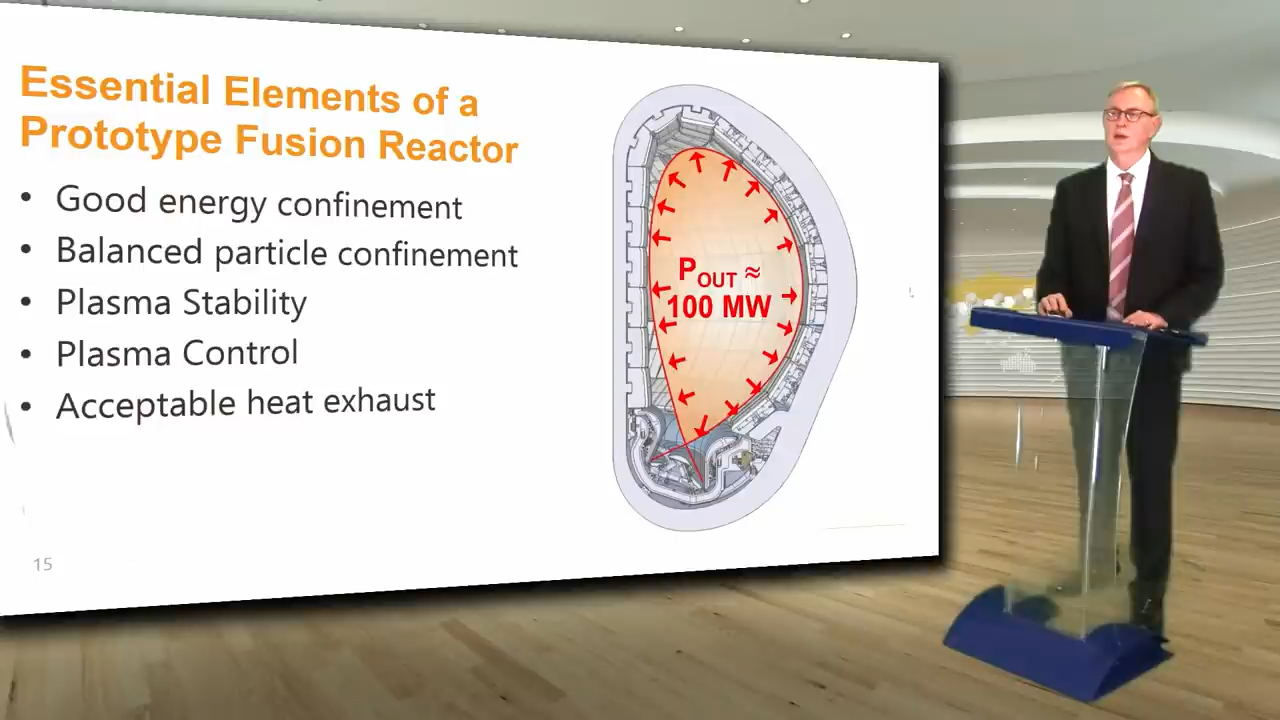 Essential Elements of a
Prototype Fusion Reactor
• Good energy confinement
• Balanced particle confinement
• Plasma Stability
• Plasma Control
• Acceptable heat exhaust
P_OUT ≈
100 MW
15